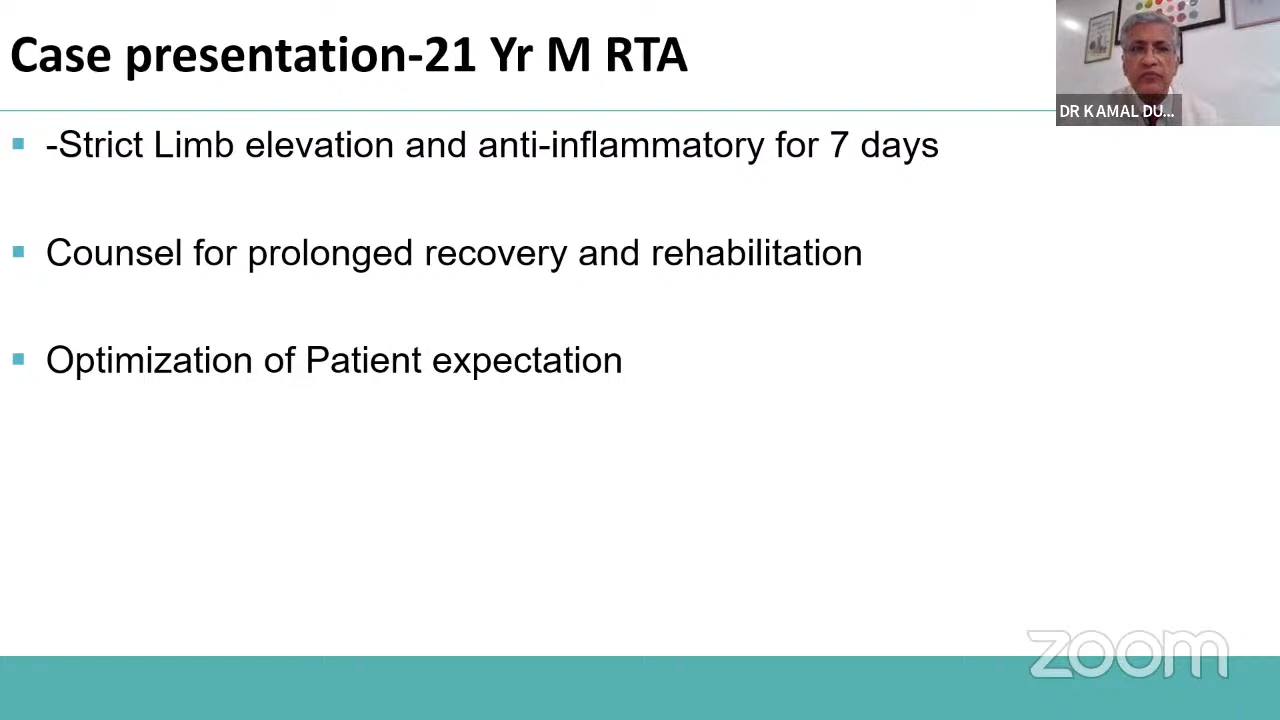 Case presentation-21 Yr M RTA
DR KAMAL DU...
-Strict Limb elevation and anti-inflammatory for 7 days
Counsel for prolonged recovery and rehabilitation
Optimization of Patient expectation
zoom